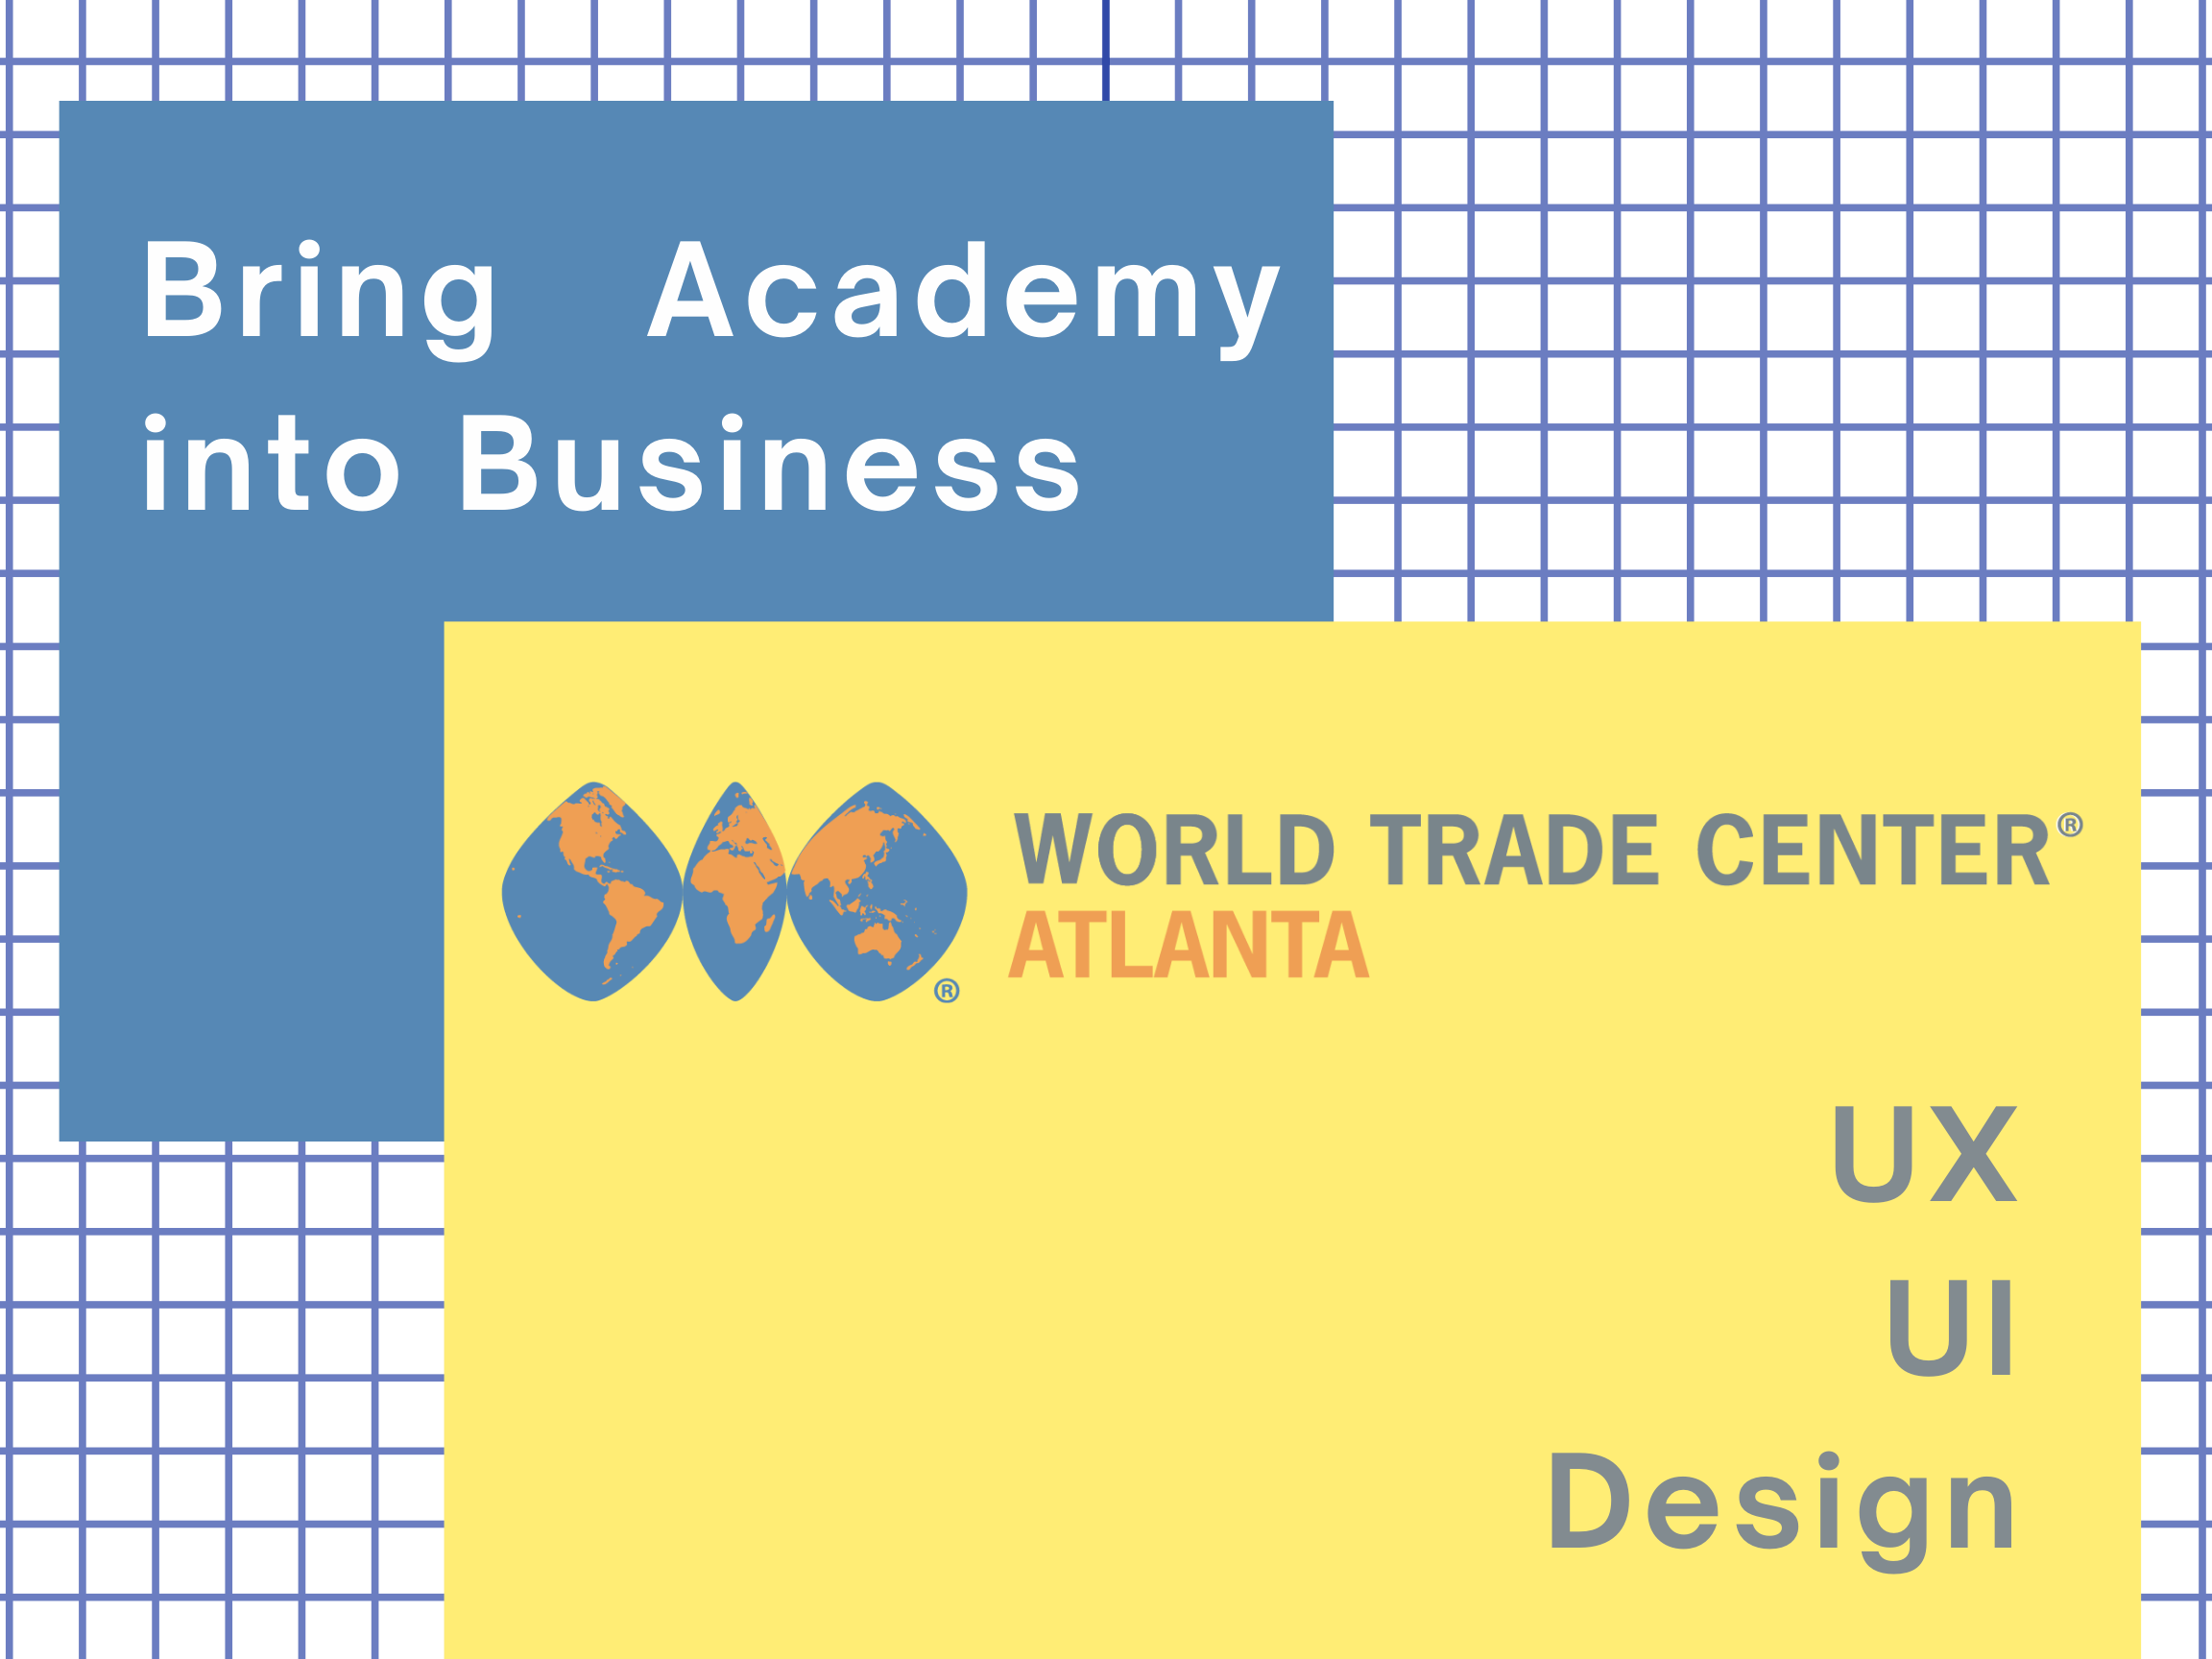 Bring Academy
into Business
WORLD TRADE CENTER®
ATLANTA
®
UX
UI
Design